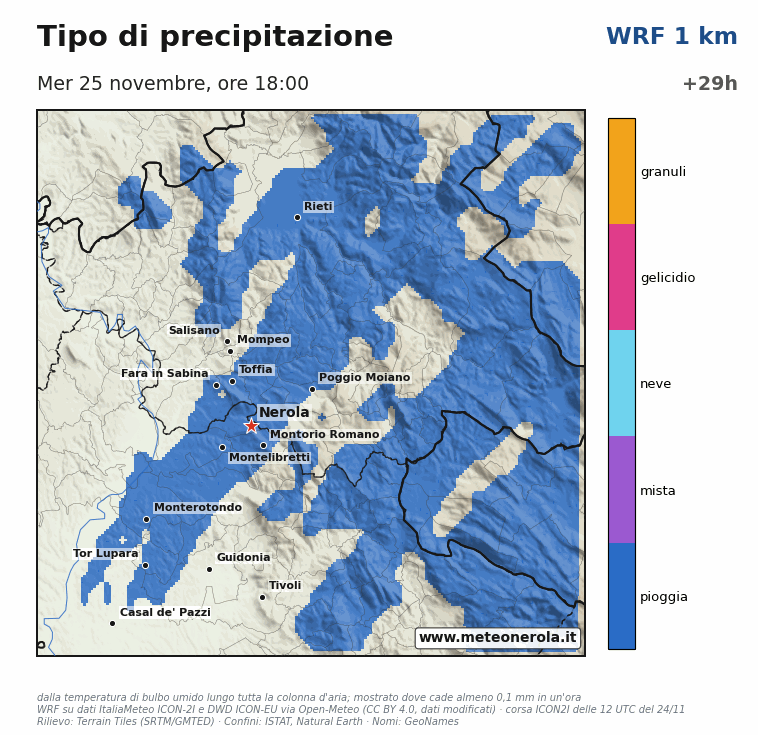 Tipo di precipitazione
WRF 1 km
Mer 25 novembre, ore 18:00
+29h
granuli
Rieti
gelicidio
Salisano
Mompeo
Fara in Sabina
Toffia
Poggio Moiano
neve
Nerola
Montorio Romano
Montelibretti
mista
Monterotondo
Tor Lupara
Guidonia
Tivoli
pioggia
Casal de' Pazzi
www.meteonerola.it
dalla temperatura di bulbo umido lungo tutta la colonna d'aria; mostrato dove cade almeno 0,1 mm in un'ora
WRF su dati ItaliaMeteo ICON-2I e DWD ICON-EU via Open-Meteo (CC BY 4.0, dati modificati) · corsa ICON2I delle 12 UTC del 24/11
Rilievo: Terrain Tiles (SRTM/GMTED) · Confini: ISTAT, Natural Earth · Nomi: GeoNames